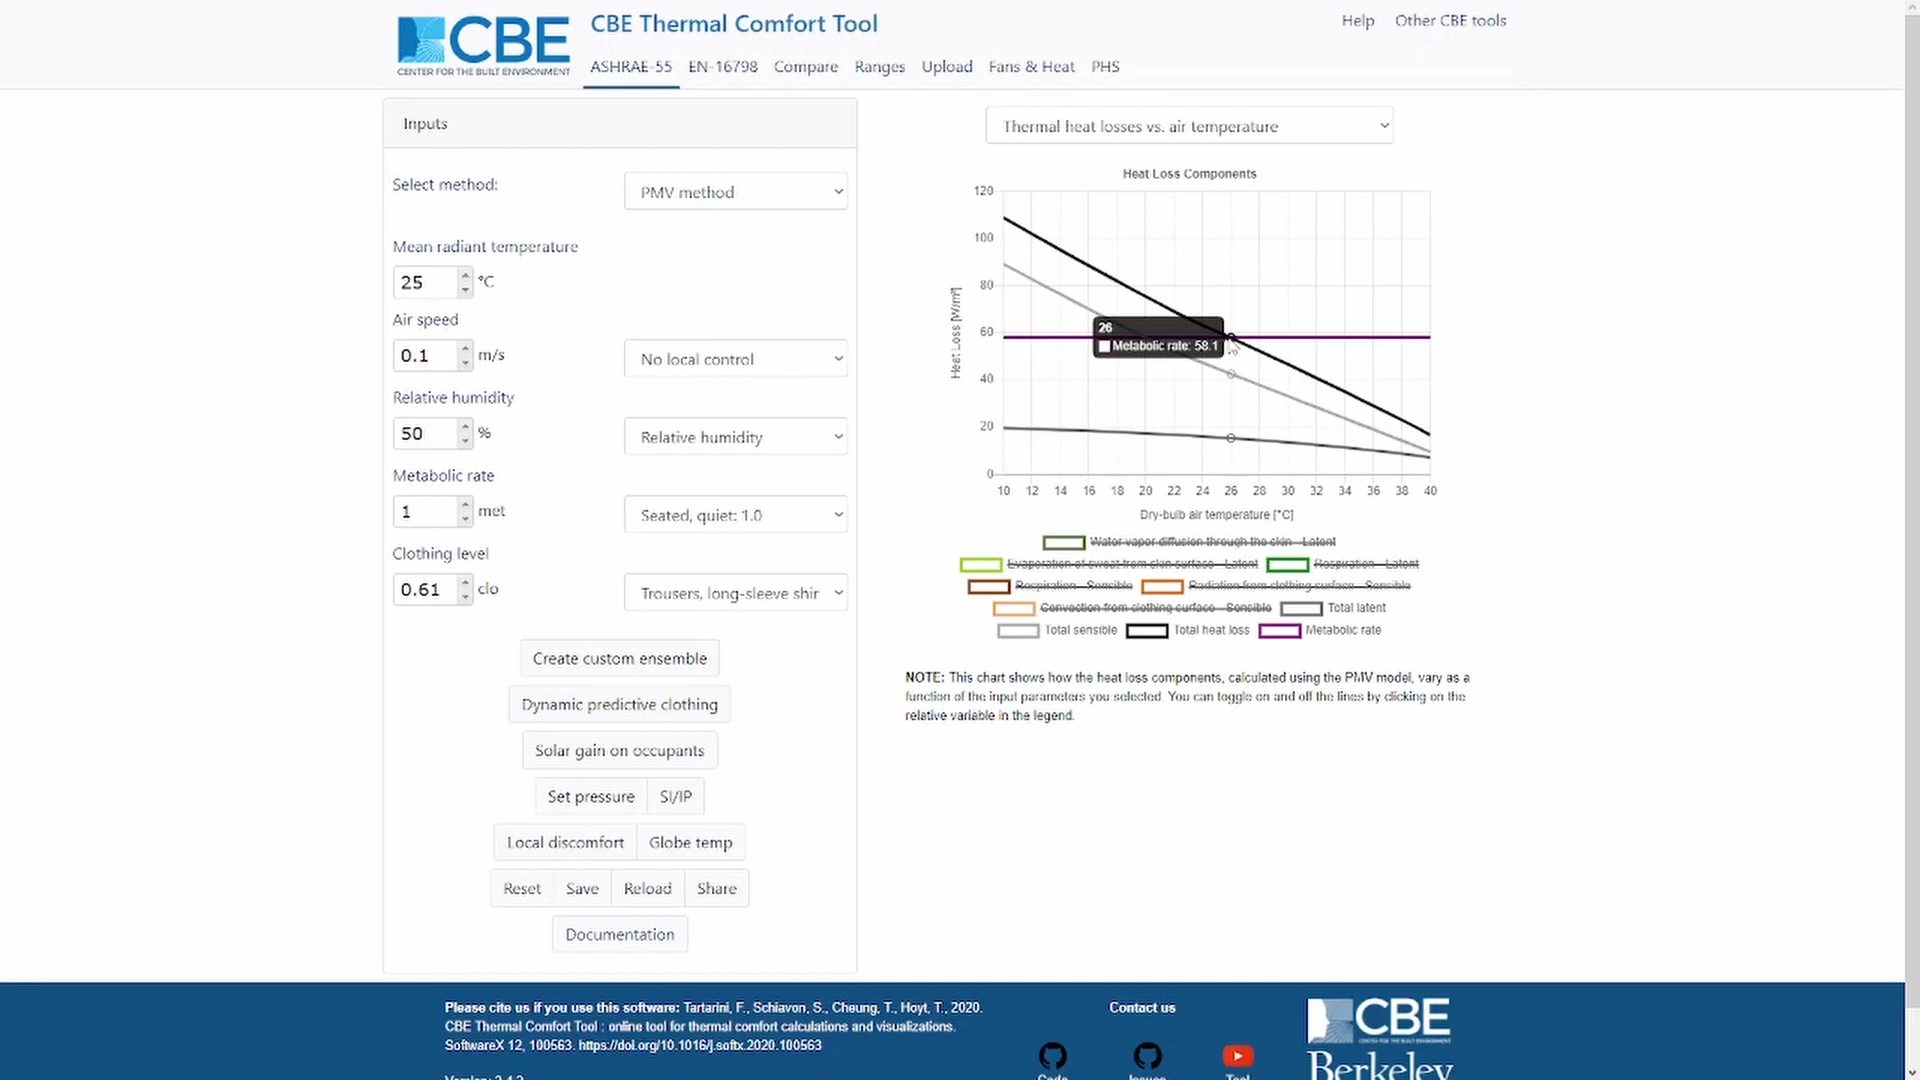 CBE
CENTER FOR THE BUILT ENVIRONMENT
CBE Thermal Comfort Tool
Help Other CBE tools
ASHRAE-55 EN-16798 Compare Ranges Upload Fans & Heat PHS
Inputs
Select method: PMV method
Mean radiant temperature
25 °C
Air speed
0.1 m/s No local control
Relative humidity
50 % Relative humidity
Metabolic rate
1 met Seated, quiet: 1.0
Clothing level
0.61 clo Trousers, long-sleeve shir
Create custom ensemble
Dynamic predictive clothing
Solar gain on occupants
Set pressure SI/IP
Local discomfort Globe temp
Reset Save Reload Share
Documentation
Thermal heat losses vs. air temperature
Heat Loss Components
120
100
80
60
40
20
0
Heat Loss [W/m²]
26
Metabolic rate: 58.1
10 12 14 16 18 20 22 24 26 28 30 32 34 36 38 40
Dry-bulb air temperature [°C]
Water vapor diffusion through the skin - Latent
Evaporation of sweat from skin surface - Latent Respiration - Latent
Respiration - Sensible Radiation from clothing surface - Sensible
Convection from clothing surface - Sensible Total latent
Total sensible Total heat loss Metabolic rate
NOTE: This chart shows how the heat loss components, calculated using the PMV model, vary as a
function of the input parameters you selected. You can toggle on and off the lines by clicking on the
relative variable in the legend.
Please cite us if you use this software: Tartarini, F., Schiavon, S., Cheung, T., Hoyt, T., 2020.
CBE Thermal Comfort Tool : online tool for thermal comfort calculations and visualizations.
SoftwareX 12, 100563. https://doi.org/10.1016/j.softx.2020.100563
Contact us
CBE
CENTER FOR THE BUILT ENVIRONMENT
Berkeley